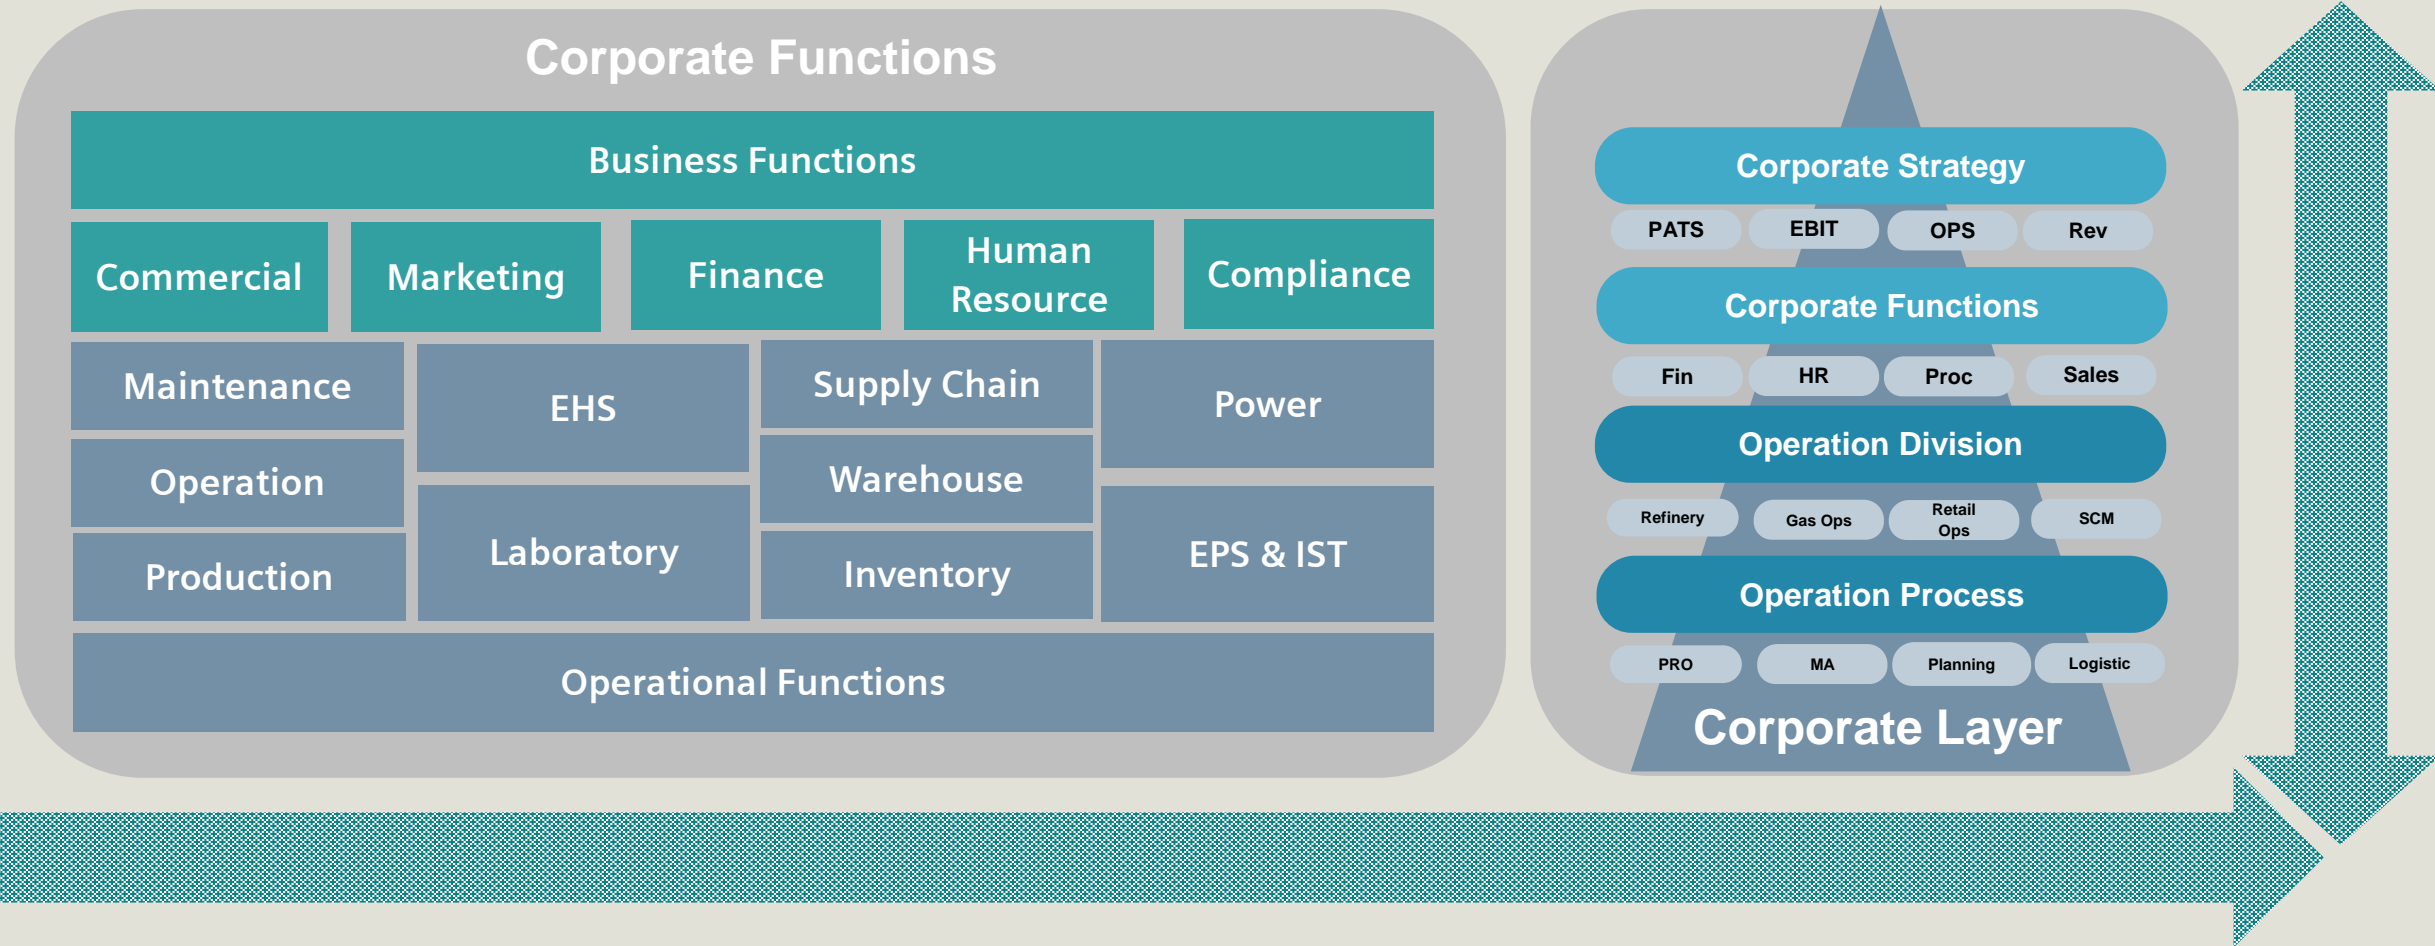 Corporate Functions
Business Functions
Commercial
Marketing
Finance
Human
Resource
Compliance
Maintenance
EHS
Supply Chain
Power
Operation
Warehouse
Laboratory
EPS & IST
Production
Inventory
Operational Functions
Corporate Strategy
PATS
EBIT
OPS
Rev
Corporate Functions
Fin
HR
Proc
Sales
Operation Division
Refinery
Gas Ops
Retail
Ops
SCM
Operation Process
PRO
MA
Planning
Logistic
Corporate Layer